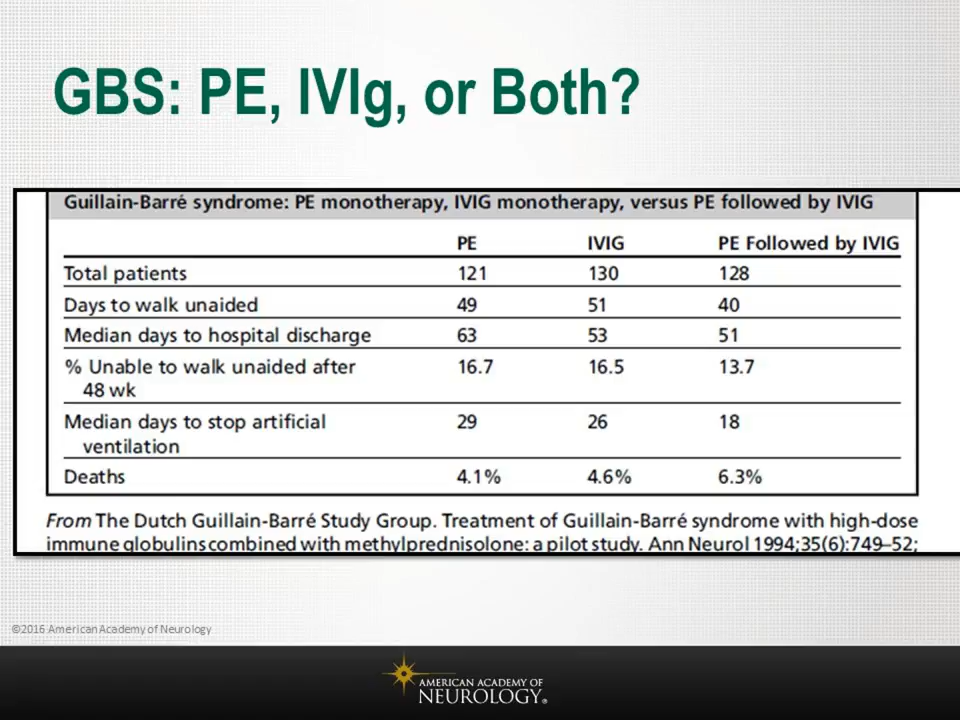 GBS: PE, IVIg, or Both?
Guillain-Barré syndrome: PE monotherapy, IVIG monotherapy, versus PE followed by IVIG
PE IVIG PE Followed by IVIG
Total patients 121 130 128
Days to walk unaided 49 51 40
Median days to hospital discharge 63 53 51
% Unable to walk unaided after 16.7 16.5 13.7
48 wk
Median days to stop artificial 29 26 18
ventilation
Deaths 4.1% 4.6% 6.3%
From The Dutch Guillain-Barré Study Group. Treatment of Guillain-Barré syndrome with high-dose
immune globulins combined with methylprednisolone: a pilot study. Ann Neurol 1994;35(6):749–52;
©2016 American Academy of Neurology
AMERICAN ACADEMY OF
NEUROLOGY®